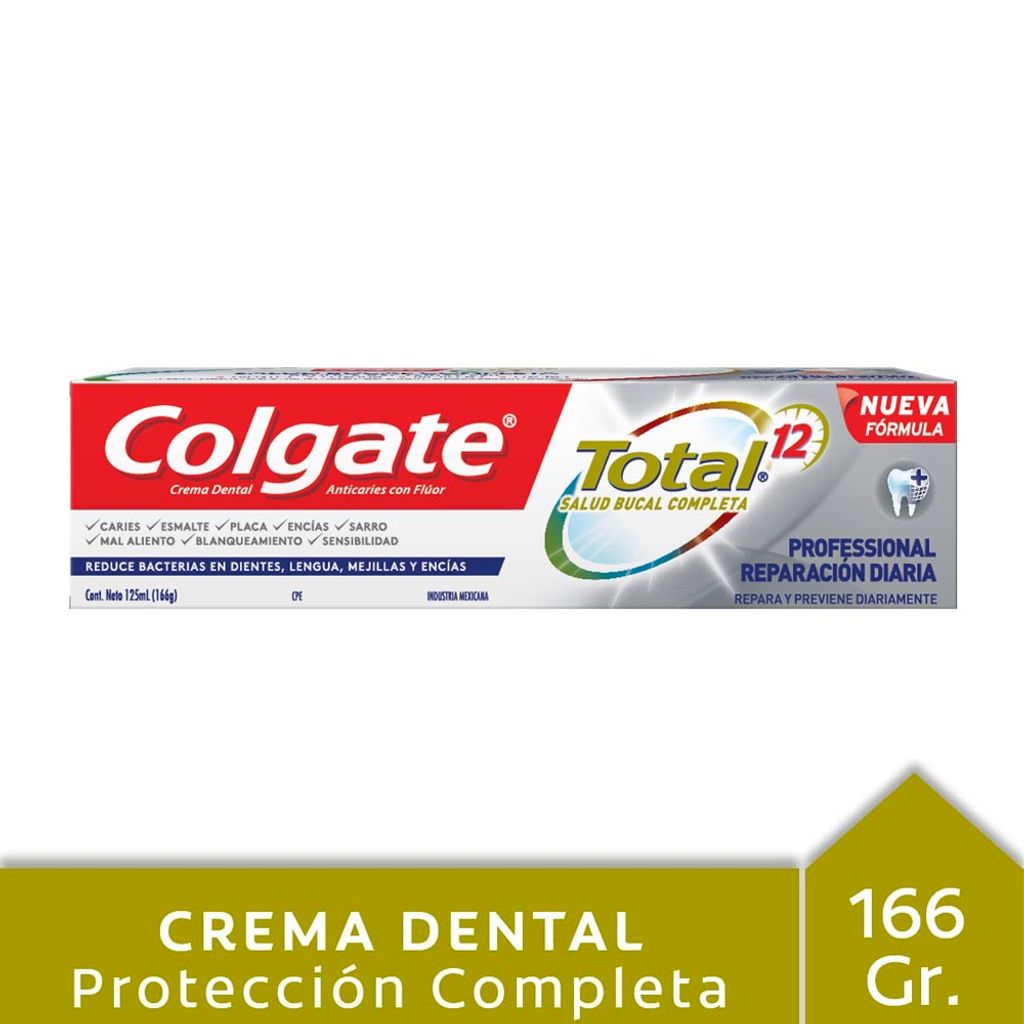 Colgate®
Crema Dental Anticaries con Flúor
✓CARIES ✓ESMALTE ✓PLACA ✓ENCÍAS ✓SARRO
✓MAL ALIENTO ✓BLANQUEAMIENTO ✓SENSIBILIDAD
REDUCE BACTERIAS EN DIENTES, LENGUA, MEJILLAS Y ENCÍAS
Cont. Neto 125mL (166g) CPE INDUSTRIA MEXICANA
Total®12
SALUD BUCAL COMPLETA
NUEVA
FÓRMULA
PROFESSIONAL
REPARACIÓN DIARIA
REPARA Y PREVIENE DIARIAMENTE
CREMA DENTAL
Protección Completa
166
Gr.